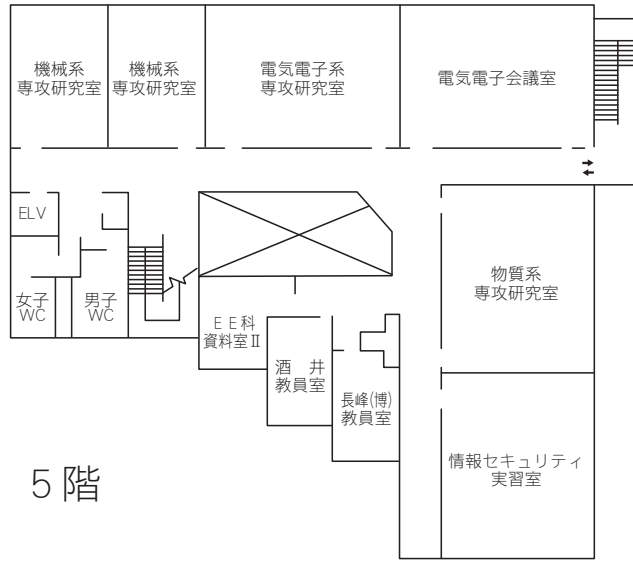 機械系
専攻研究室
機械系
専攻研究室
電気電子系
専攻研究室
電気電子会議室
ELV
女子
WC
男子
WC
ＥＥ科
資料室Ⅱ
酒　井
教員室
長峰(博)
教員室
物質系
専攻研究室
情報セキュリティ
実習室
５階